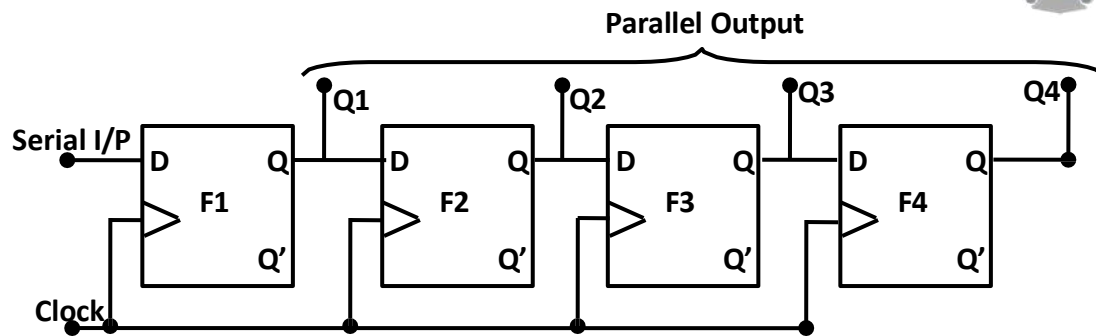 Parallel Output
Q1 Q2 Q3 Q4
Serial I/P
D Q D Q D Q D Q
F1 F2 F3 F4
Q’ Q’ Q’ Q’
Clock